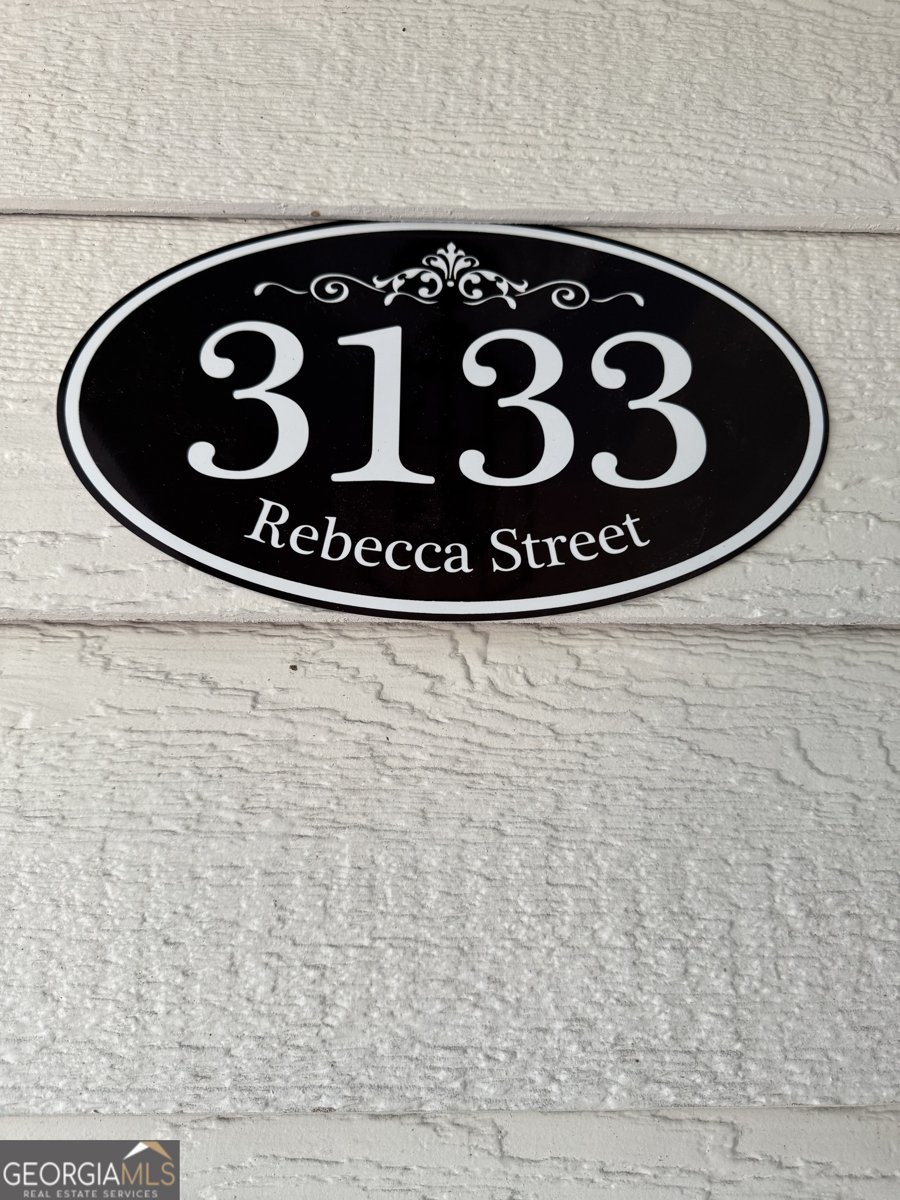 3133
Rebecca Street
GEORGIAMLS
REAL ESTATE SERVICES